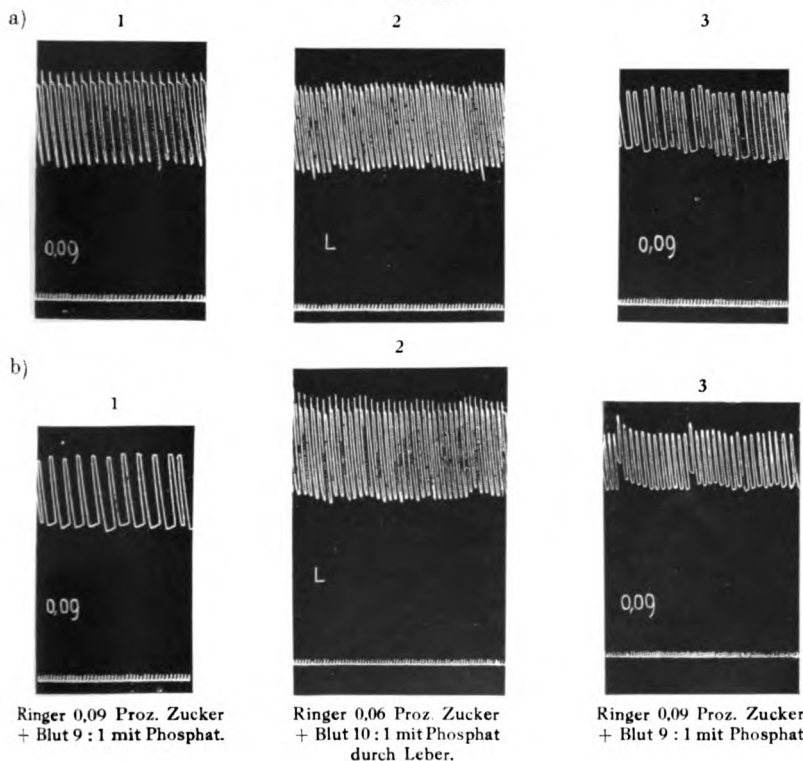 a)
1
2
3
0,09
L
0,09
b)
1
2
3
0,09
L
0,09
Ringer 0,09 Proz. Zucker
+ Blut 9 : 1 mit Phosphat.
Ringer 0,06 Proz. Zucker
+ Blut 10 : 1 mit Phosphat
durch Leber.
Ringer 0,09 Proz. Zucker
+ Blut 9 : 1 mit Phosphat